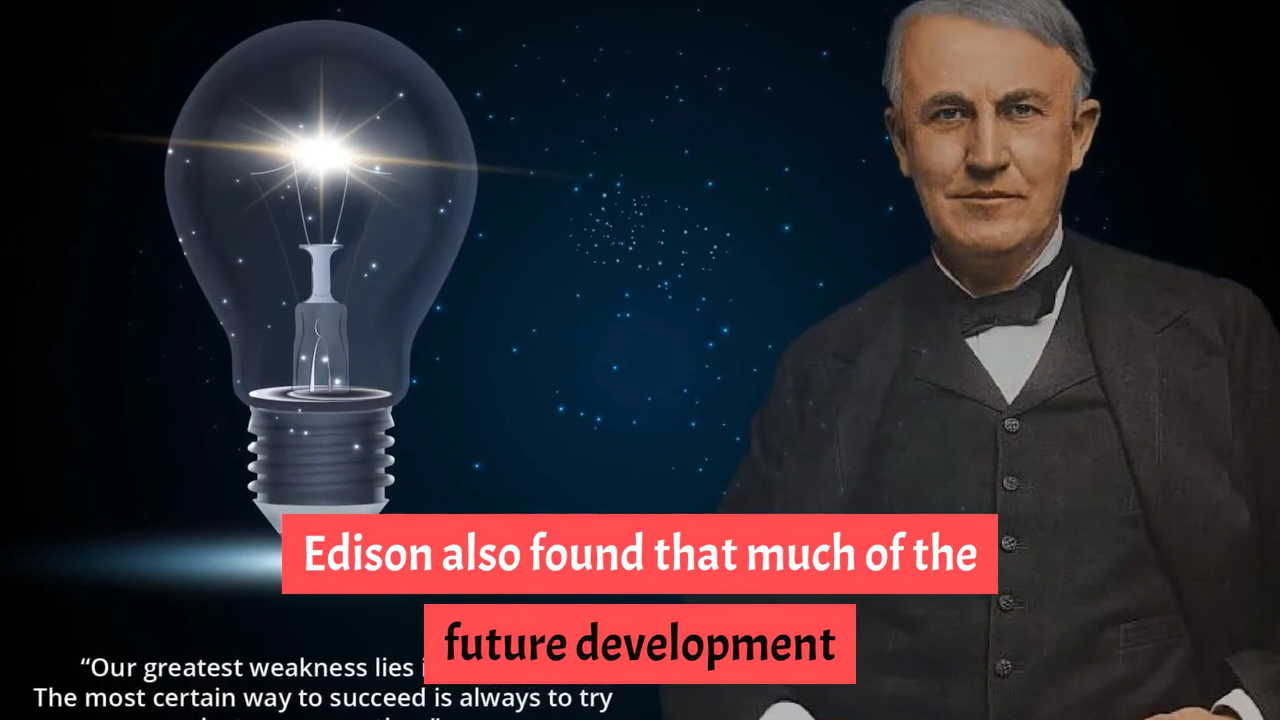 Edison also found that much of the
future development
“Our greatest weakness lies
The most certain way to succeed is always to try